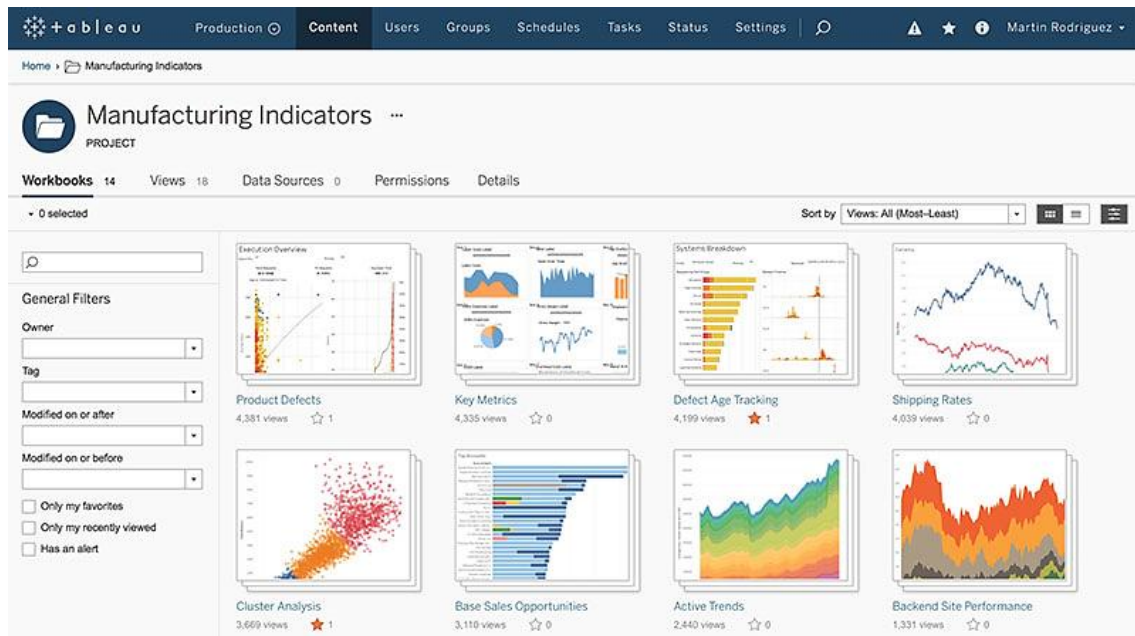 +ableau Production Content Users Groups Schedules Tasks Status Settings Martin Rodriguez
Home › Manufacturing Indicators
Manufacturing Indicators ...
PROJECT
Workbooks 14 Views 18 Data Sources 0 Permissions Details
0 selected
Sort by Views: All (Most–Least)
General Filters
Owner
Tag
Modified on or after
Modified on or before
Only my favorites
Only my recently viewed
Has an alert
Execution Overview
Product Defects
4,381 views 1
Key Metrics
4,335 views 0
Systems Breakdown
Defect Age Tracking
4,199 views 1
Shipping Rates
4,039 views 0
Cluster Analysis
3,669 views 1
Top Accounts
Base Sales Opportunities
3,110 views 0
Active Trends
2,440 views 0
Backend Site Performance
1,331 views 0